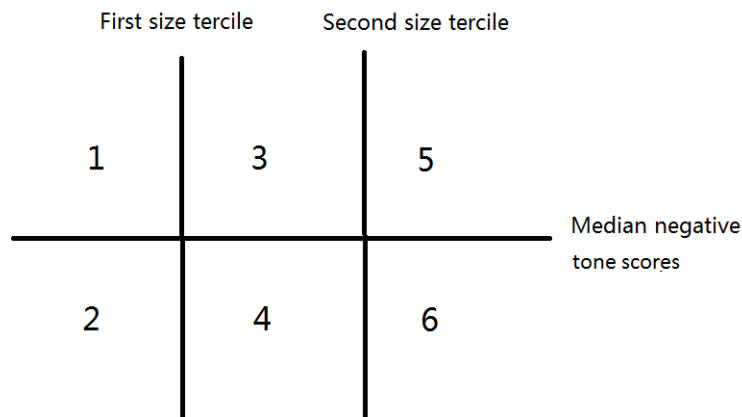 First size tercile Second size tercile
1 3 5
Median negative
tone scores
2 4 6